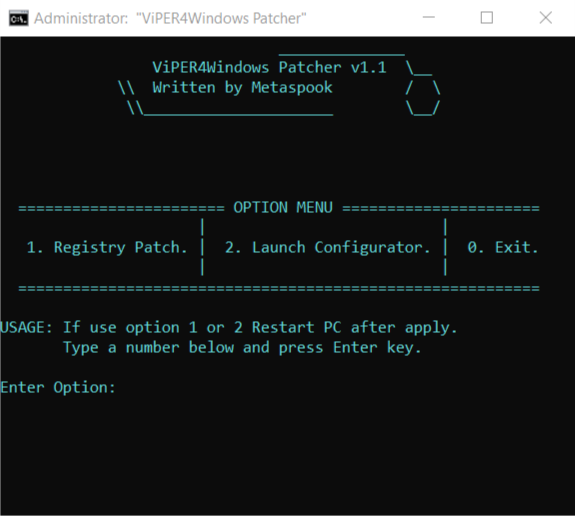 Administrator: "ViPER4Windows Patcher"
ViPER4Windows Patcher v1.1
Written by Metaspook
======================= OPTION MENU ======================
1. Registry Patch. | 2. Launch Configurator. | 0. Exit.
==========================================================
USAGE: If use option 1 or 2 Restart PC after apply.
Type a number below and press Enter key.
Enter Option: